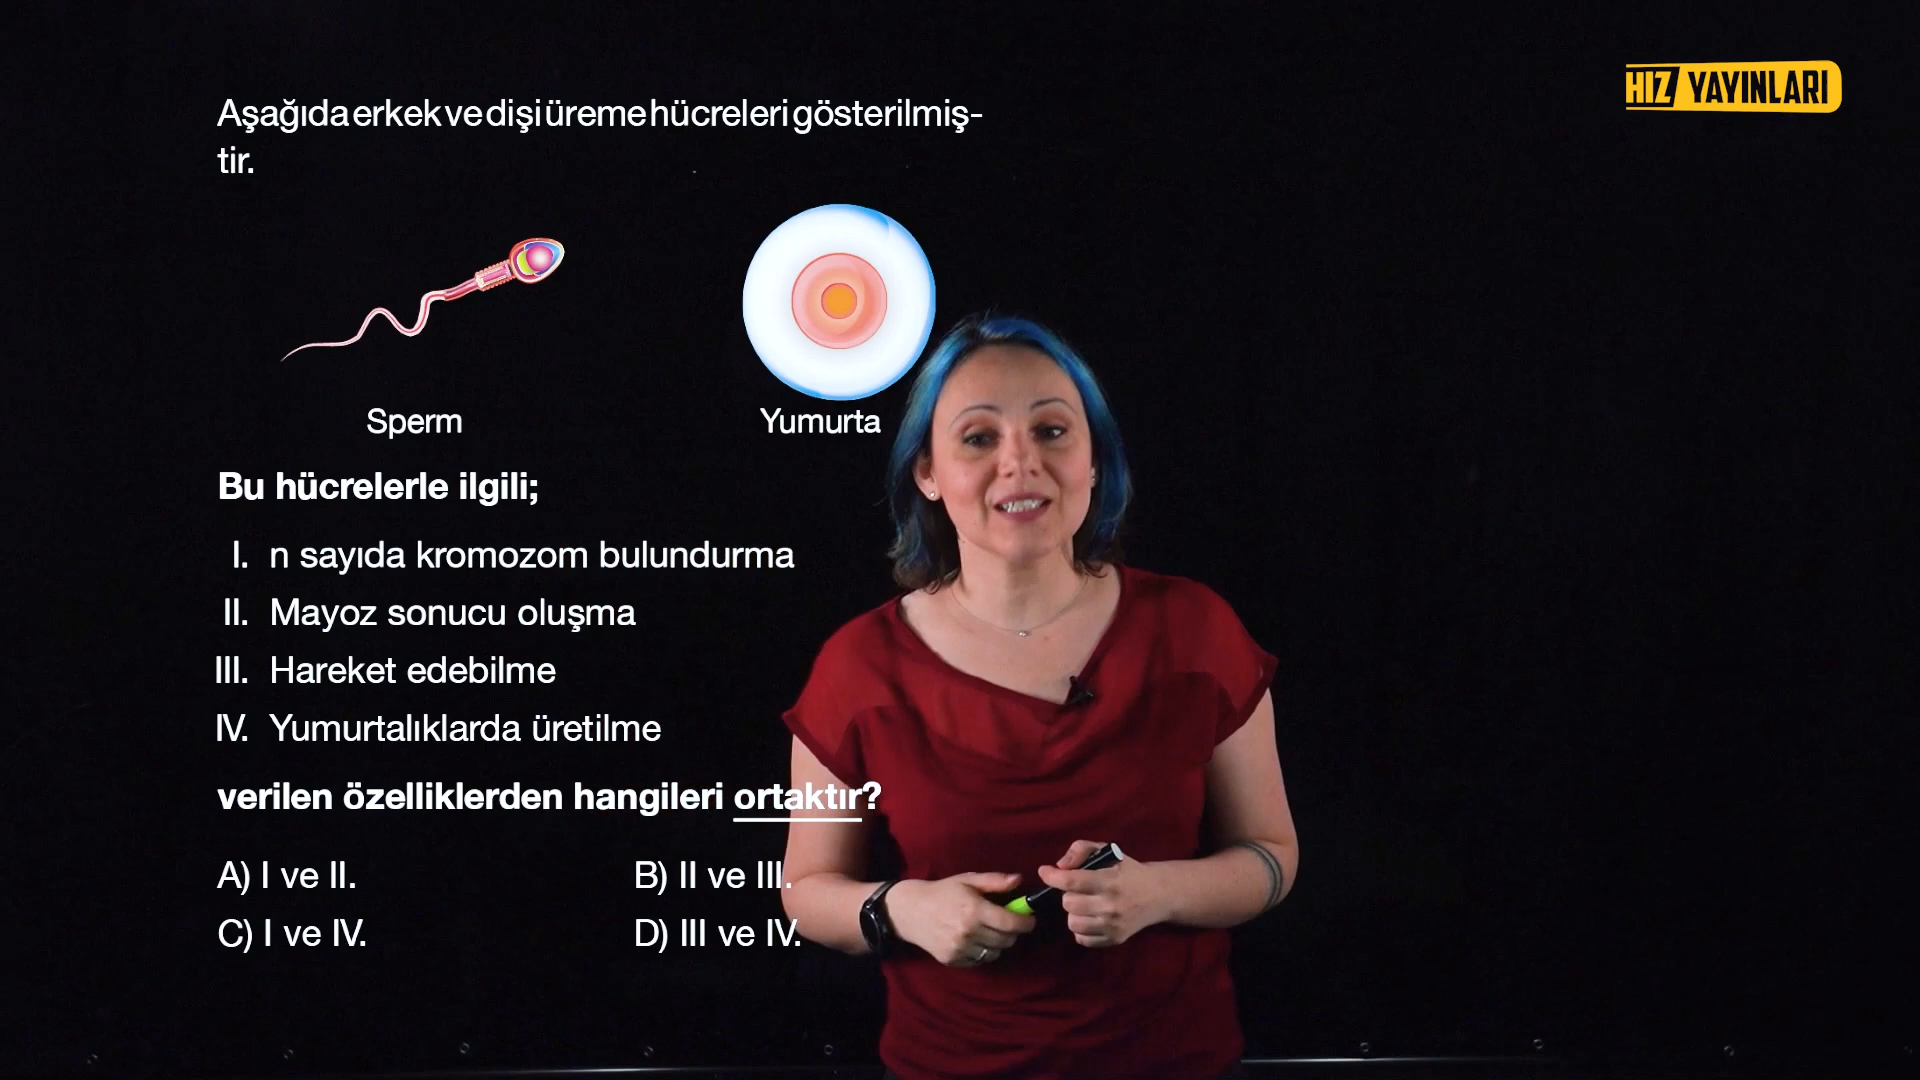 HIZ YAYINLARI
Aşağıda erkek ve dişi üreme hücreleri gösterilmiş-
tir.
Sperm Yumurta
Bu hücrelerle ilgili;
I. n sayıda kromozom bulundurma
II. Mayoz sonucu oluşma
III. Hareket edebilme
IV. Yumurtalıklarda üretilme
verilen özelliklerden hangileri ortaktır?
A) I ve II. B) II ve III.
C) I ve IV. D) III ve IV.